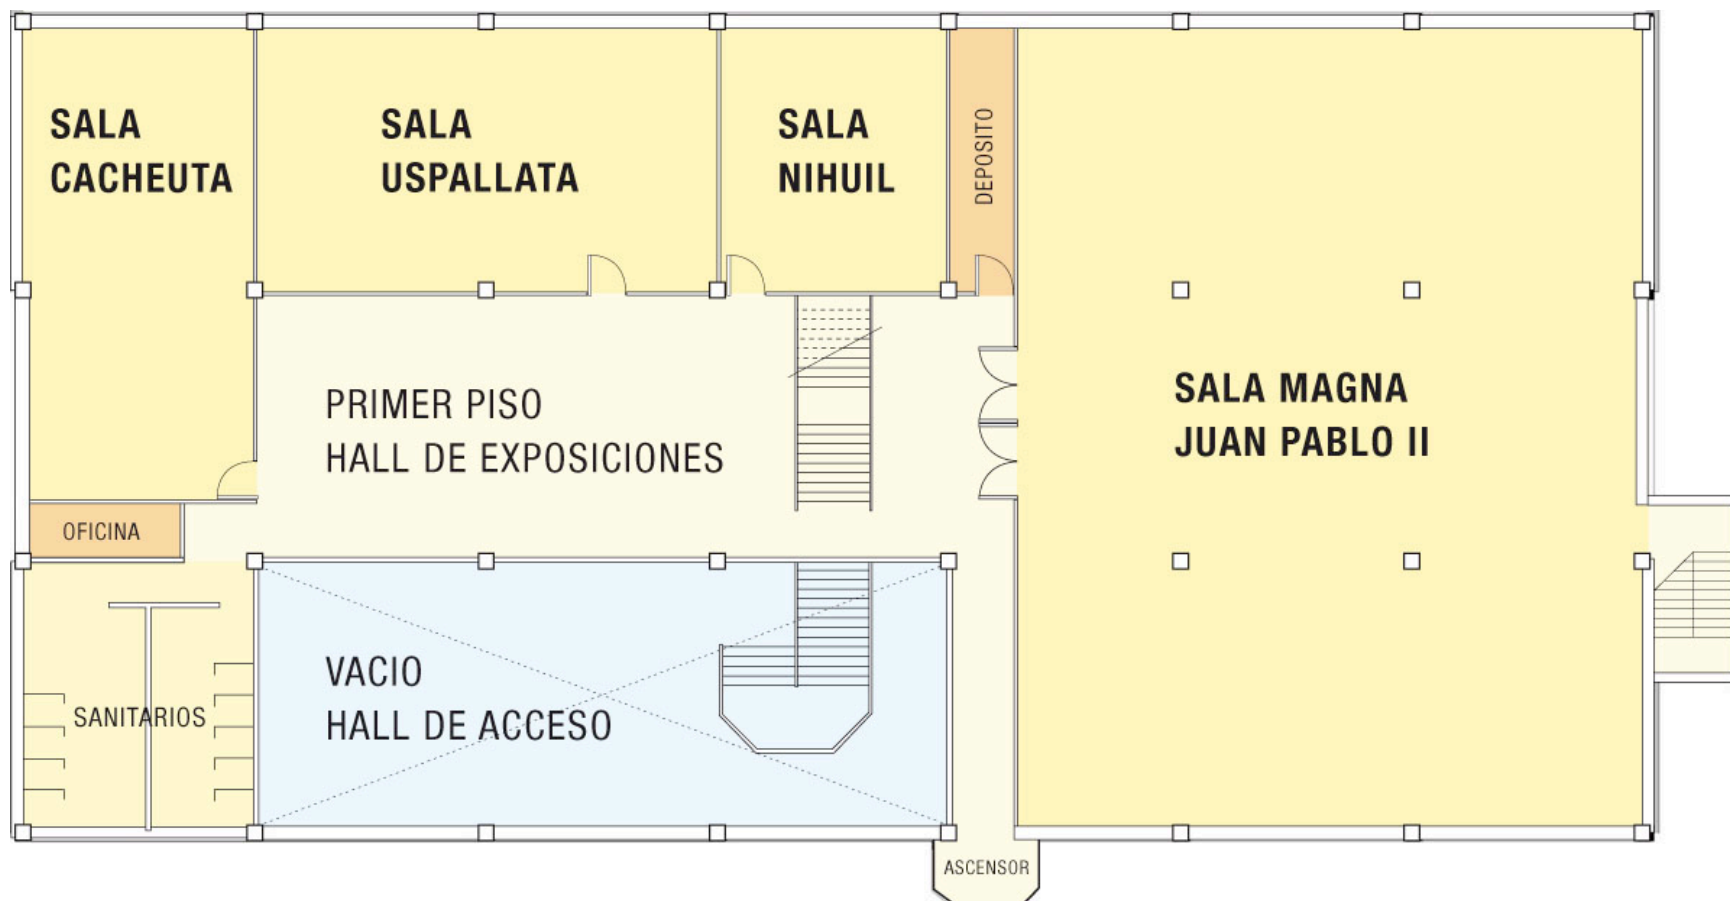 SALA
CACHEUTA
SALA
USPALLATA
SALA
NIHUIL
DEPOSITO
PRIMER PISO
HALL DE EXPOSICIONES
SALA MAGNA
JUAN PABLO II
OFICINA
VACIO
HALL DE ACCESO
SANITARIOS
ASCENSOR